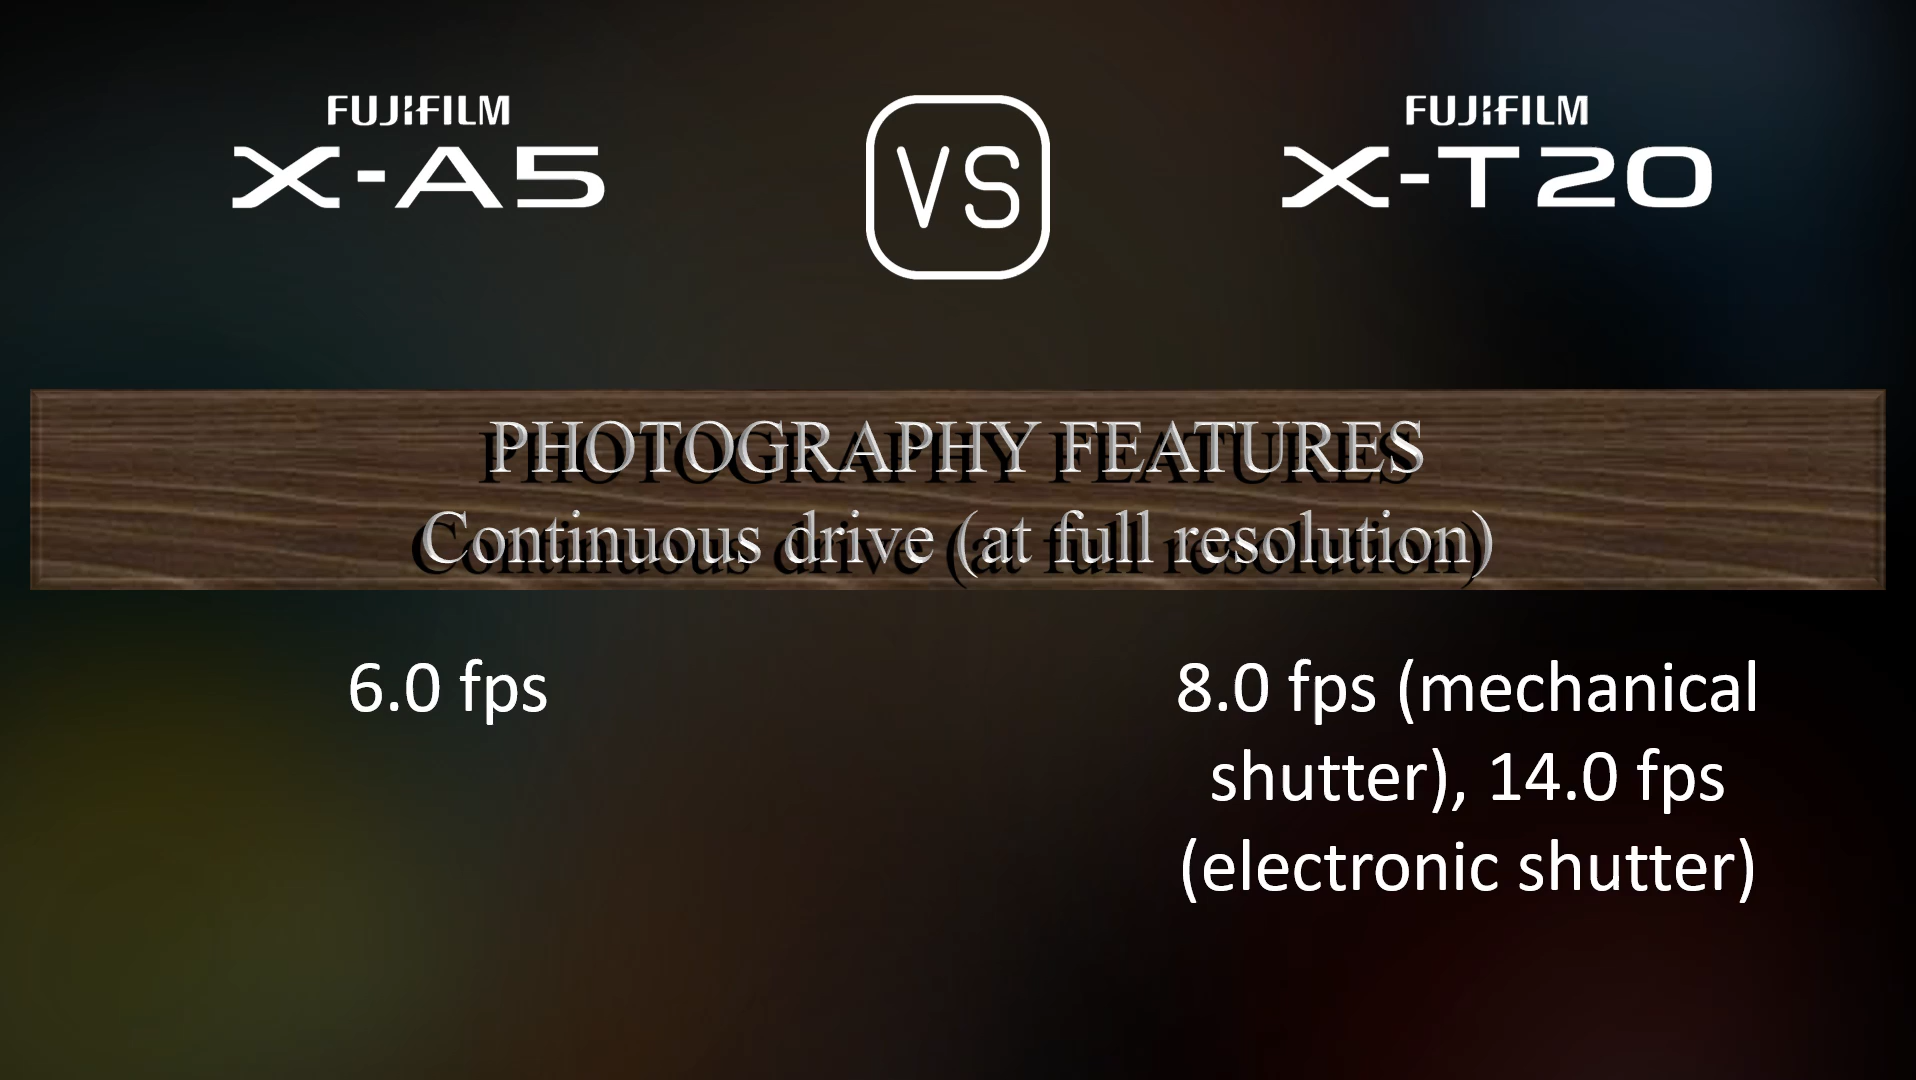 FUJIFILM
X-A5
VS
FUJIFILM
X-T20
PHOTOGRAPHY FEATURES
Continuous drive (at full resolution)
6.0 fps
8.0 fps (mechanical
shutter), 14.0 fps
(electronic shutter)